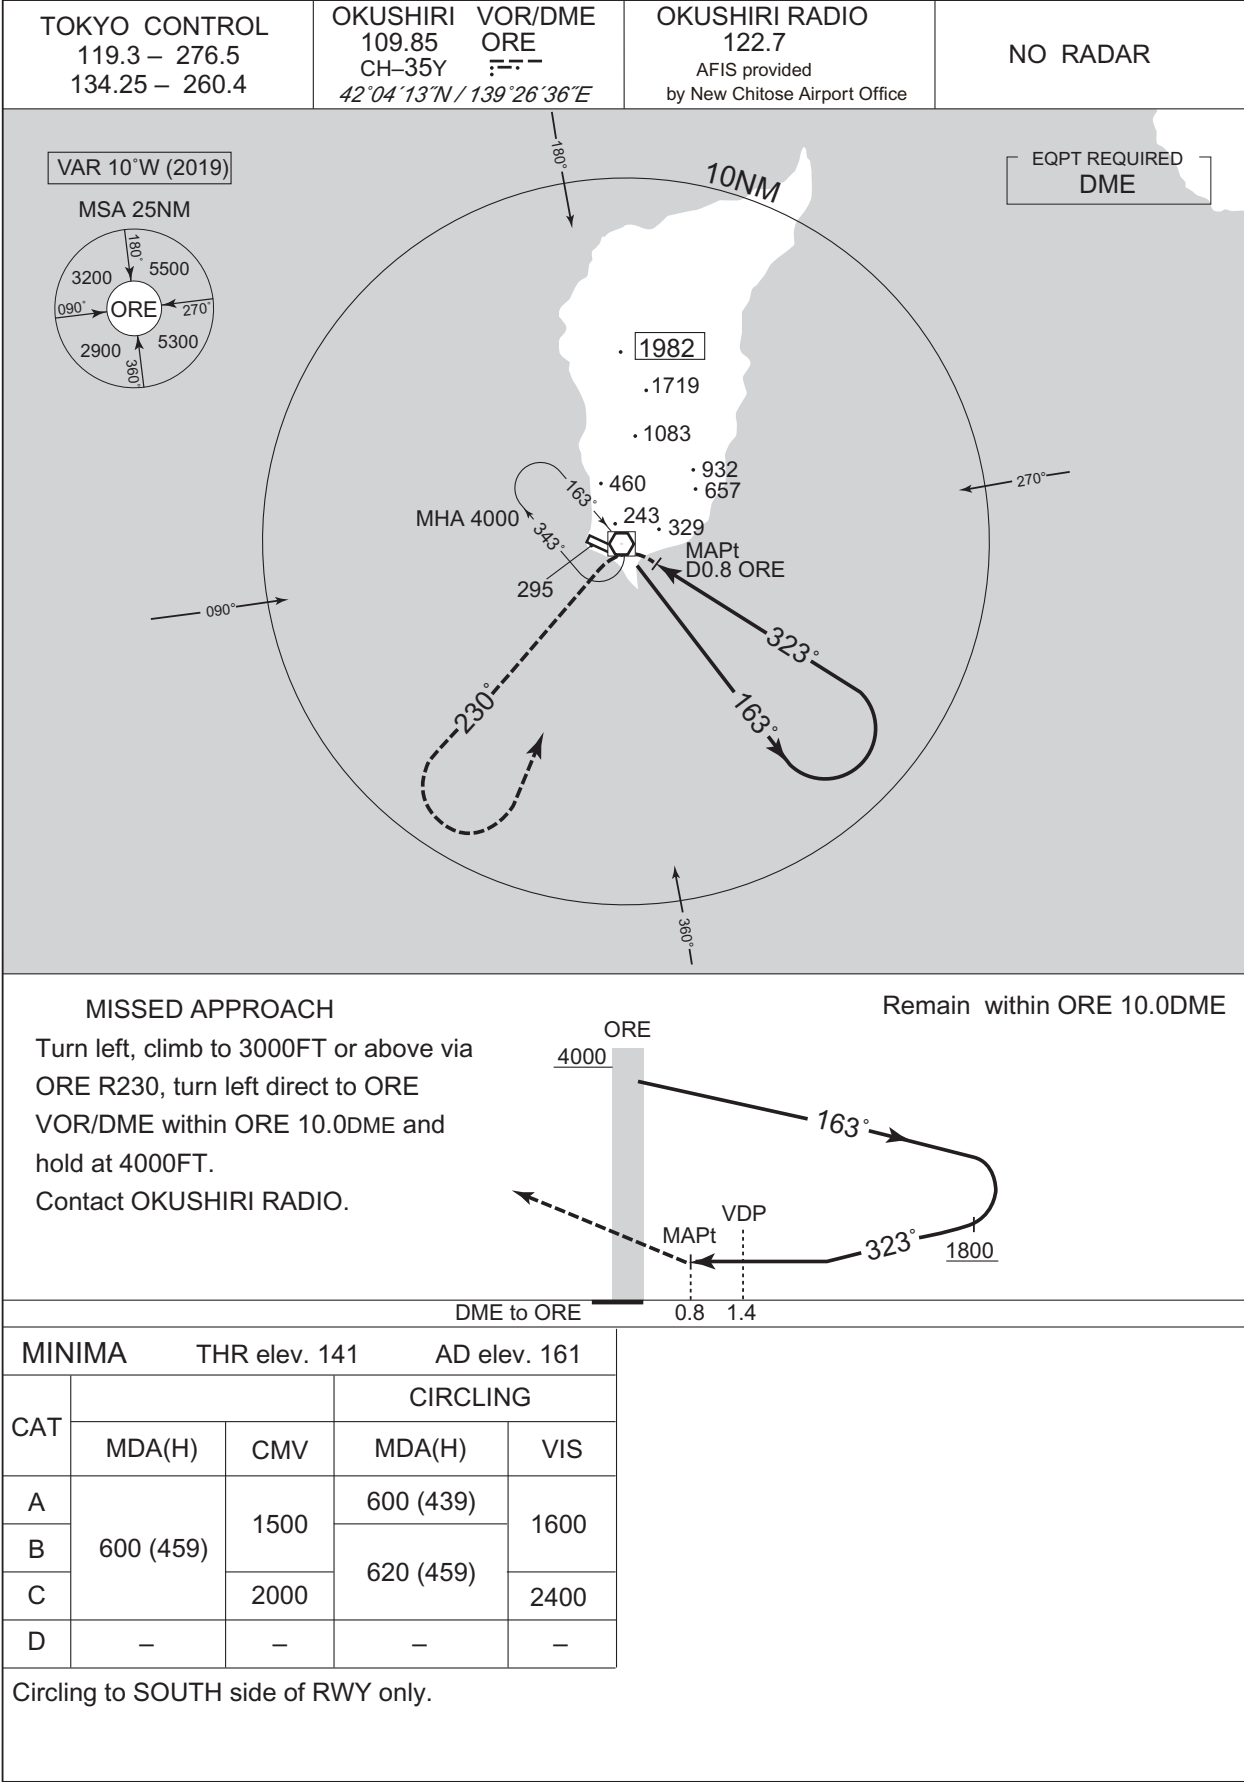 TOKYO CONTROL
119.3 – 276.5
134.25 – 260.4
OKUSHIRI VOR/DME
109.85 ORE
CH–35Y
42°04′13″N / 139°26′36″E
OKUSHIRI RADIO
122.7
AFIS provided
by New Chitose Airport Office
NO RADAR
VAR 10°W (2019)
MSA 25NM
180°
3200
5500
090°
ORE
270°
2900
5300
360°
180°
10NM
EQPT REQUIRED
DME
1982
1719
1083
932
657
460
243
329
163°
343°
MHA 4000
295
MAPt
D0.8 ORE
270°
090°
323°
163°
230°
360°
MISSED APPROACH
Turn left, climb to 3000FT or above via
ORE R230, turn left direct to ORE
VOR/DME within ORE 10.0DME and
hold at 4000FT.
Contact OKUSHIRI RADIO.
Remain within ORE 10.0DME
ORE
4000
163°
VDP
MAPt
323°
1800
DME to ORE
0.8
1.4
MINIMA THR elev. 141 AD elev. 161
CAT
CIRCLING
MDA(H) CMV MDA(H) VIS
A
600 (439)
1500
1600
B
600 (459)
620 (459)
C
2000
2400
D – – – –
Circling to SOUTH side of RWY only.